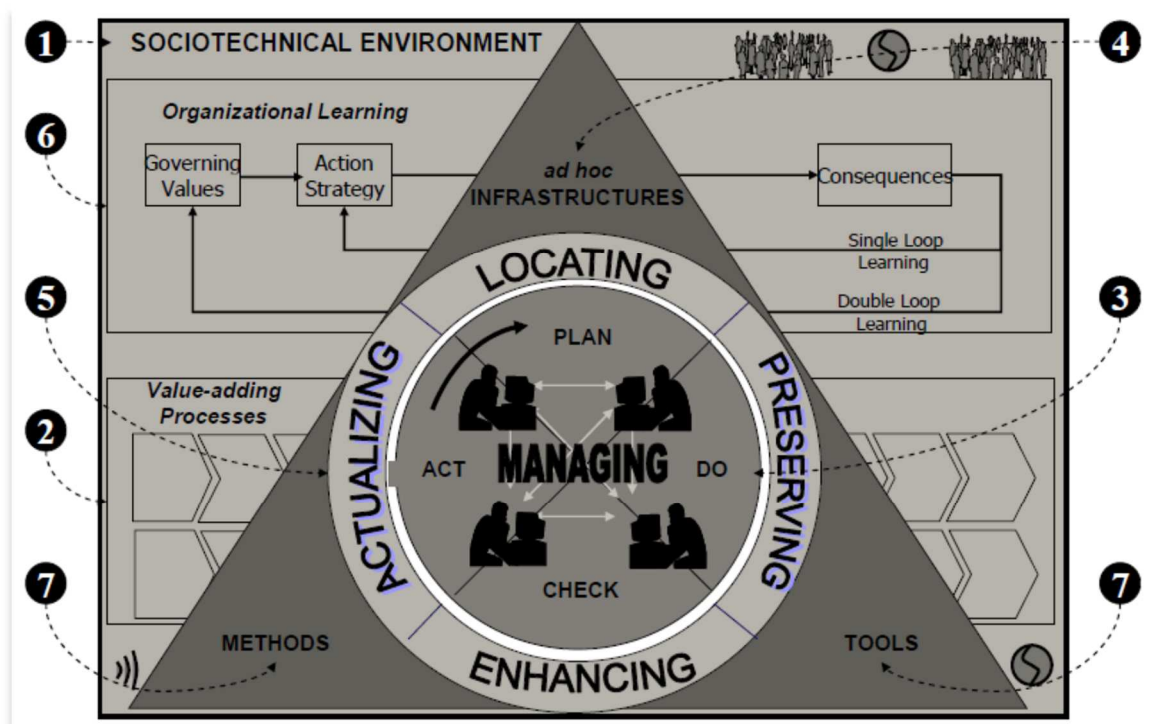 1
SOCIOTECHNICAL ENVIRONMENT
4
6
Organizational Learning
Governing
Values
Action
Strategy
ad hoc
INFRASTRUCTURES
Consequences
Single Loop
Learning
Double Loop
Learning
5
3
LOCATING
PLAN
ACTUALIZING
PRESERVING
Value-adding
Processes
2
ACT
MANAGING
DO
CHECK
7
METHODS
ENHANCING
TOOLS
7